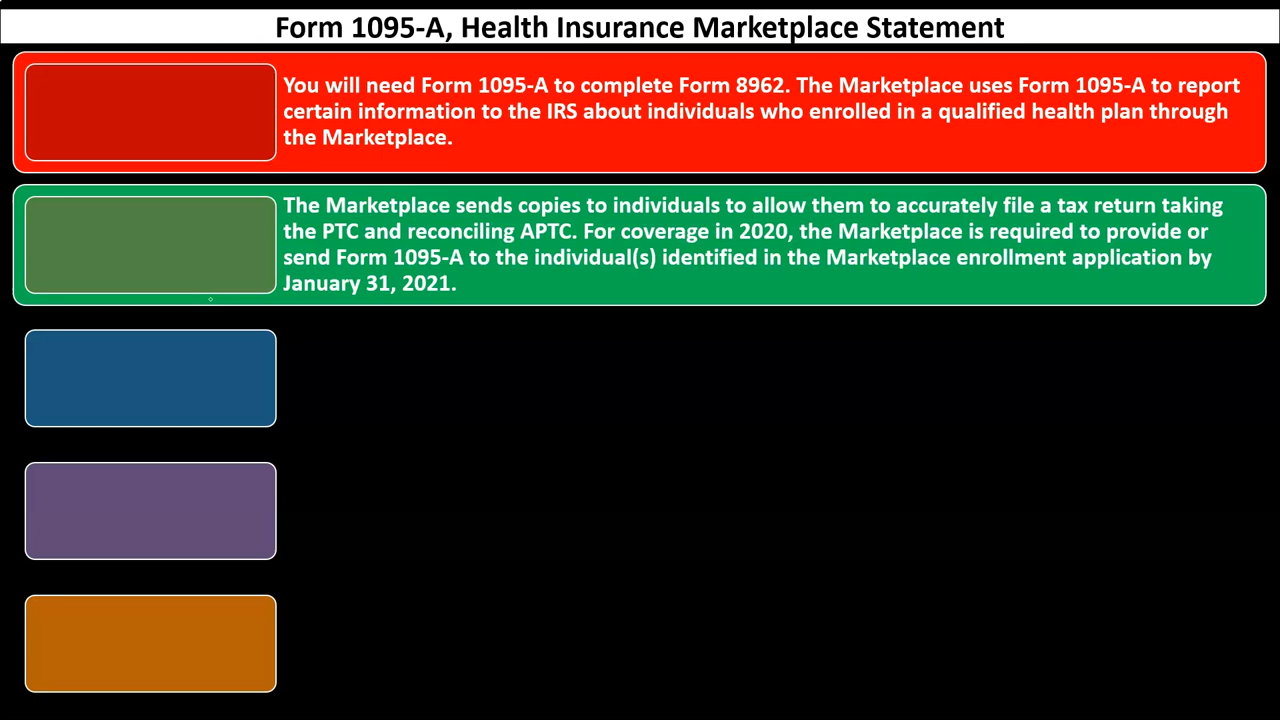 Form 1095-A, Health Insurance Marketplace Statement
You will need Form 1095-A to complete Form 8962. The Marketplace uses Form 1095-A to report
certain information to the IRS about individuals who enrolled in a qualified health plan through
the Marketplace.
The Marketplace sends copies to individuals to allow them to accurately file a tax return taking
the PTC and reconciling APTC. For coverage in 2020, the Marketplace is required to provide or
send Form 1095-A to the individual(s) identified in the Marketplace enrollment application by
January 31, 2021.